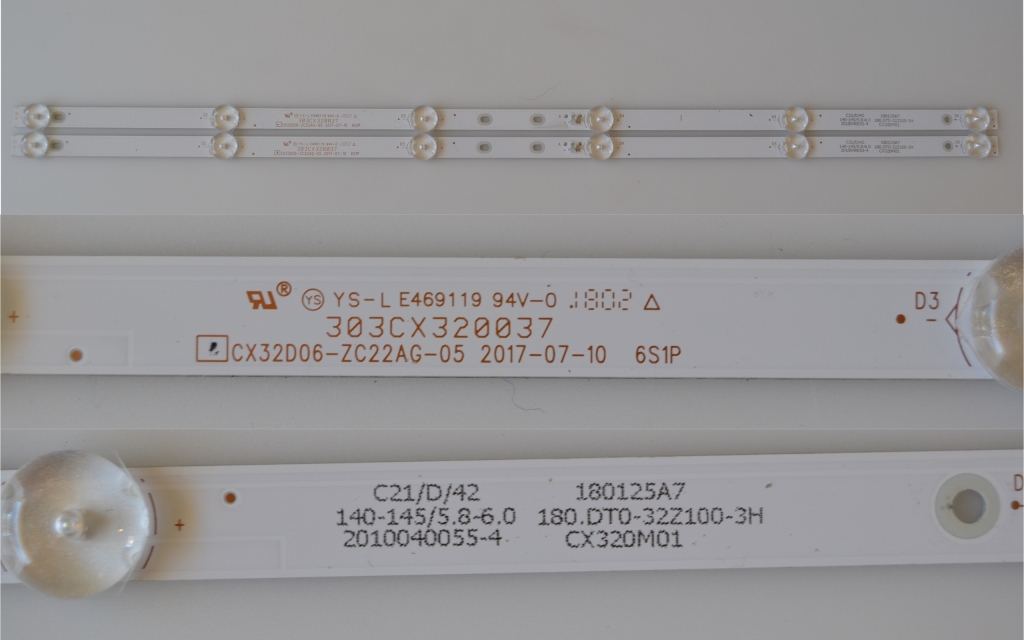 YS-L E469119 94V-0 1802
303CX320037
CX32D06-ZC22AG-05 2017-07-10 6S1P
+
D3
-
C21/D/42 180125A7
140-145/5.8-6.0 180.DT0-32Z100-3H
2010040055-4 CX320M01
+
D